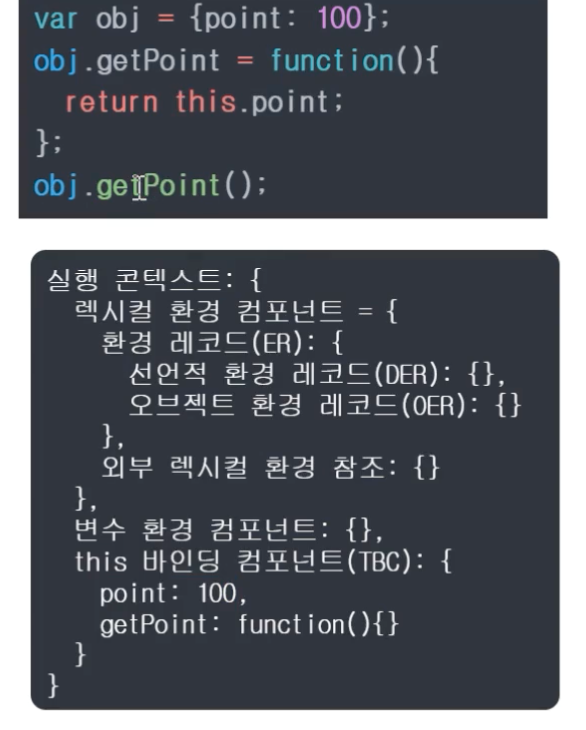 var obj = {point: 100};
obj.getPoint = function(){
return this.point;
};
obj.getPoint();
실행 콘텍스트: {
렉시컬 환경 컴포넌트 = {
환경 레코드(ER): {
선언적 환경 레코드(DER): {},
오브젝트 환경 레코드(OER): {}
},
외부 렉시컬 환경 참조: {}
},
변수 환경 컴포넌트: {},
this 바인딩 컴포넌트(TBC): {
point: 100,
getPoint: function(){}
}
}